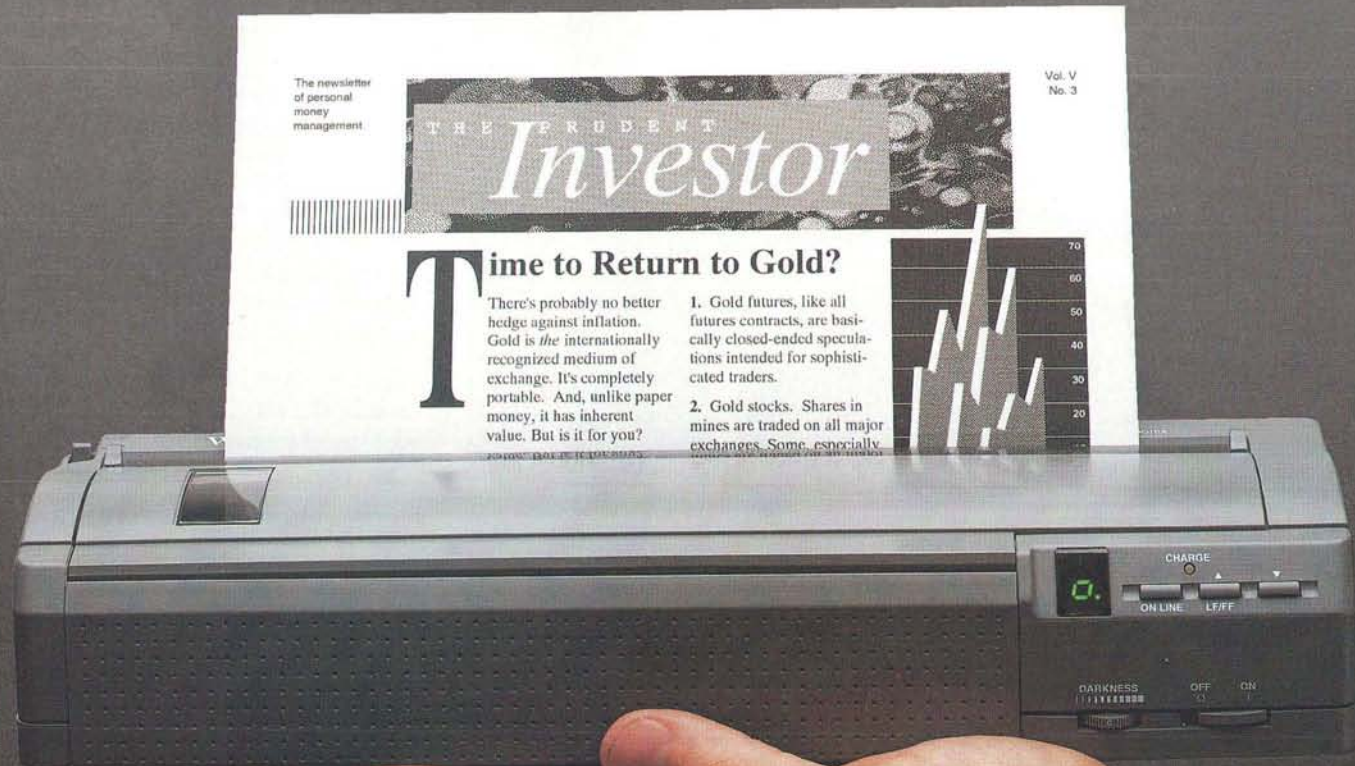 The newsletter
of personal
money
management
Vol. V
No. 3
THE PRUDENT
Investor
Time to Return to Gold?
There's probably no better
hedge against inflation.
Gold is the internationally
recognized medium of
exchange. It's completely
portable. And, unlike paper
money, it has inherent
value. But is it for you?
1. Gold futures, like all
futures contracts, are basi-
cally closed-ended specula-
tions intended for sophisti-
cated traders.
2. Gold stocks. Shares in
mines are traded on all major
exchanges. Some, especially
70
60
50
40
30
20
0.
CHARGE
ON LINE
LF/FF
DARKNESS
OFF
ON